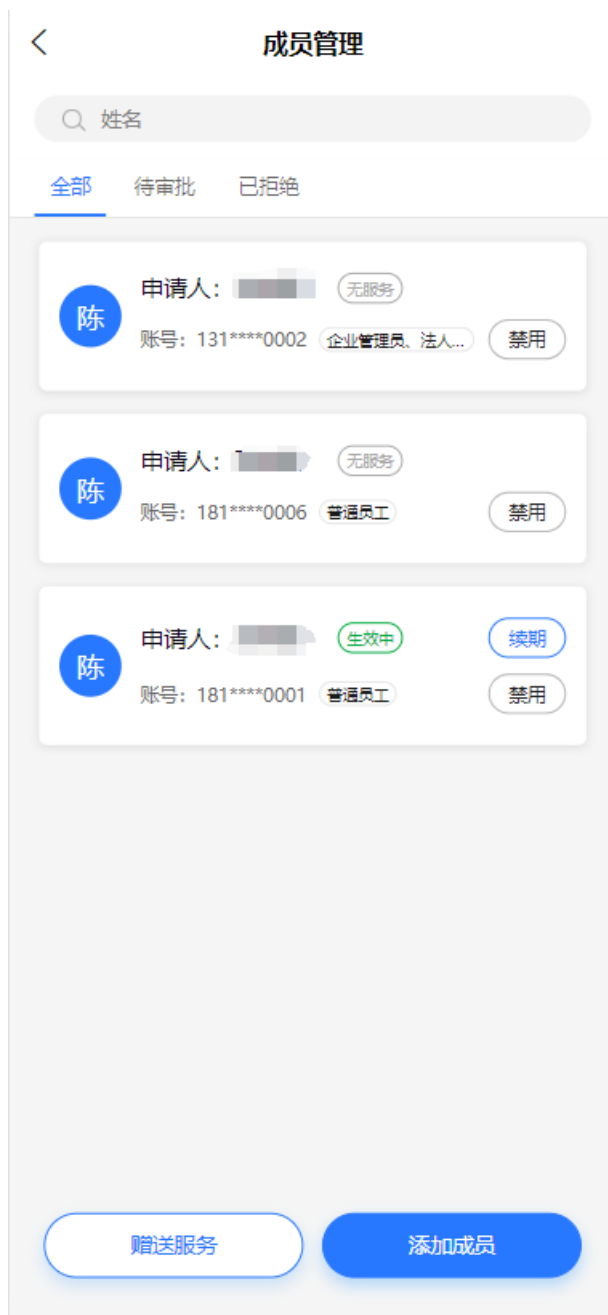 成员管理
姓名
全部 待审批 已拒绝
申请人： 无服务
陈
账号：131****0002 企业管理员、法人... 禁用
申请人： 无服务
陈
账号：181****0006 普通员工 禁用
申请人： 生效中 续期
陈
账号：181****0001 普通员工 禁用
赠送服务 添加成员